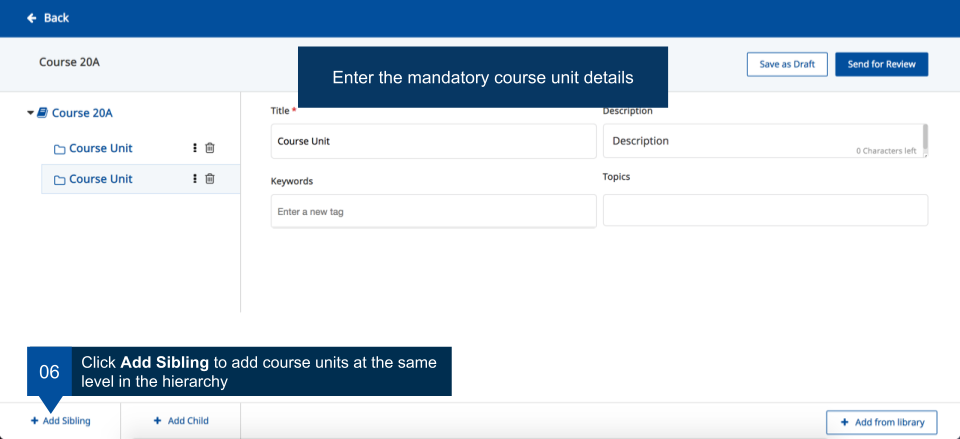 Back
Course 20A
Enter the mandatory course unit details
Save as Draft
Send for Review
Course 20A
Course Unit
Course Unit
Title *
Course Unit
Description
Description
0 Characters left
Keywords
Enter a new tag
Topics
06
Click Add Sibling to add course units at the same
level in the hierarchy
+ Add Sibling
+ Add Child
+ Add from library